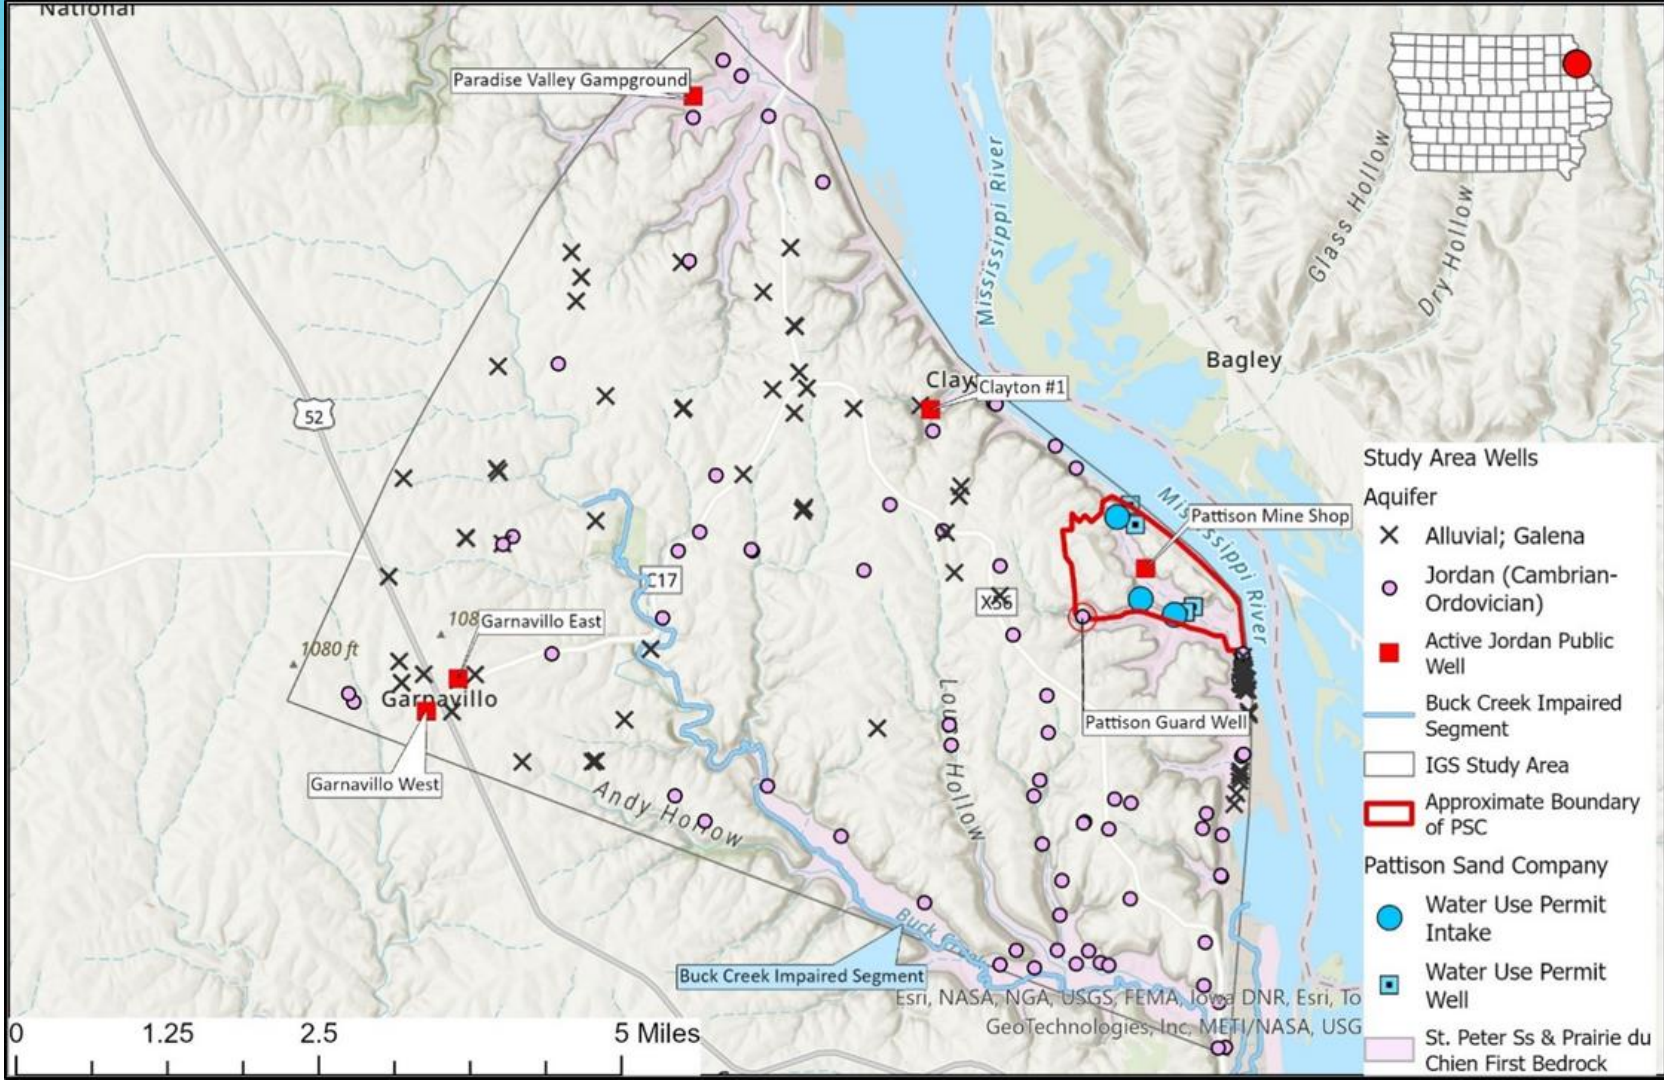 National
Paradise Valley Gampground
Mississippi River
Glass Hollow
Dry Hollow
Bagley
Clay
Clayton #1
52
Mississippi River
Pattison Mine Shop
C17
X56
1080 ft
108
Garnavillo East
Garnavillo
Garnavillo West
Pattison Guard Well
Hollow
Andy Hollow
Buck Creek
Buck Creek Impaired Segment
Esri, NASA, NGA, USGS, FEMA, Iowa DNR, Esri, To
GeoTechnologies, Inc, METI/NASA, USG
0 1.25 2.5 5 Miles
Study Area Wells
Aquifer
Alluvial; Galena
Jordan (Cambrian-
Ordovician)
Active Jordan Public
Well
Buck Creek Impaired
Segment
IGS Study Area
Approximate Boundary
of PSC
Pattison Sand Company
Water Use Permit
Intake
Water Use Permit
Well
St. Peter Ss & Prairie du
Chien First Bedrock